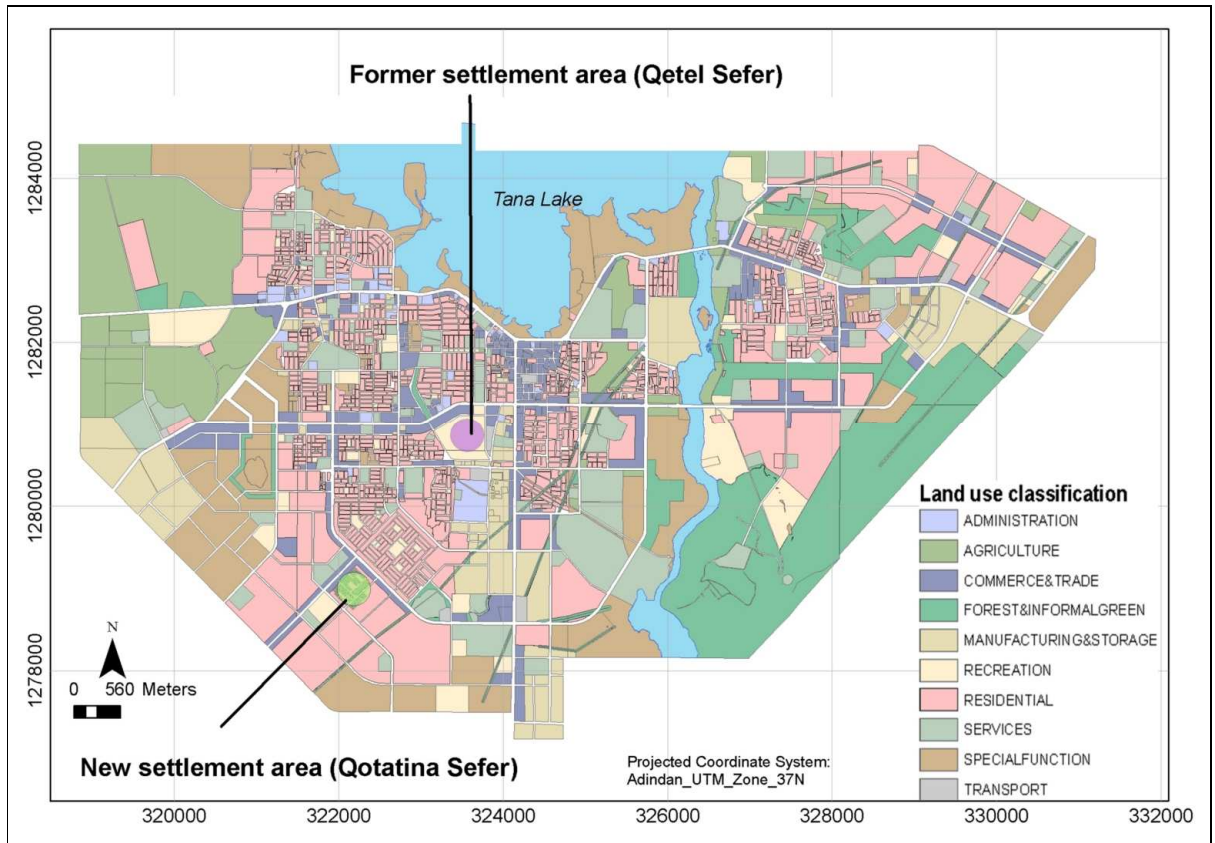 Former settlement area (Qetel Sefer)
Tana Lake
1284000
1282000
1280000
1278000
Land use classification
ADMINISTRATION
AGRICULTURE
COMMERCE&TRADE
FOREST&INFORMALGREEN
MANUFACTURING&STORAGE
RECREATION
RESIDENTIAL
SERVICES
SPECIALFUNCTION
TRANSPORT
N
0 560 Meters
New settlement area (Qotatina Sefer)
Projected Coordinate System:
Adindan_UTM_Zone_37N
320000 322000 324000 326000 328000 330000 332000